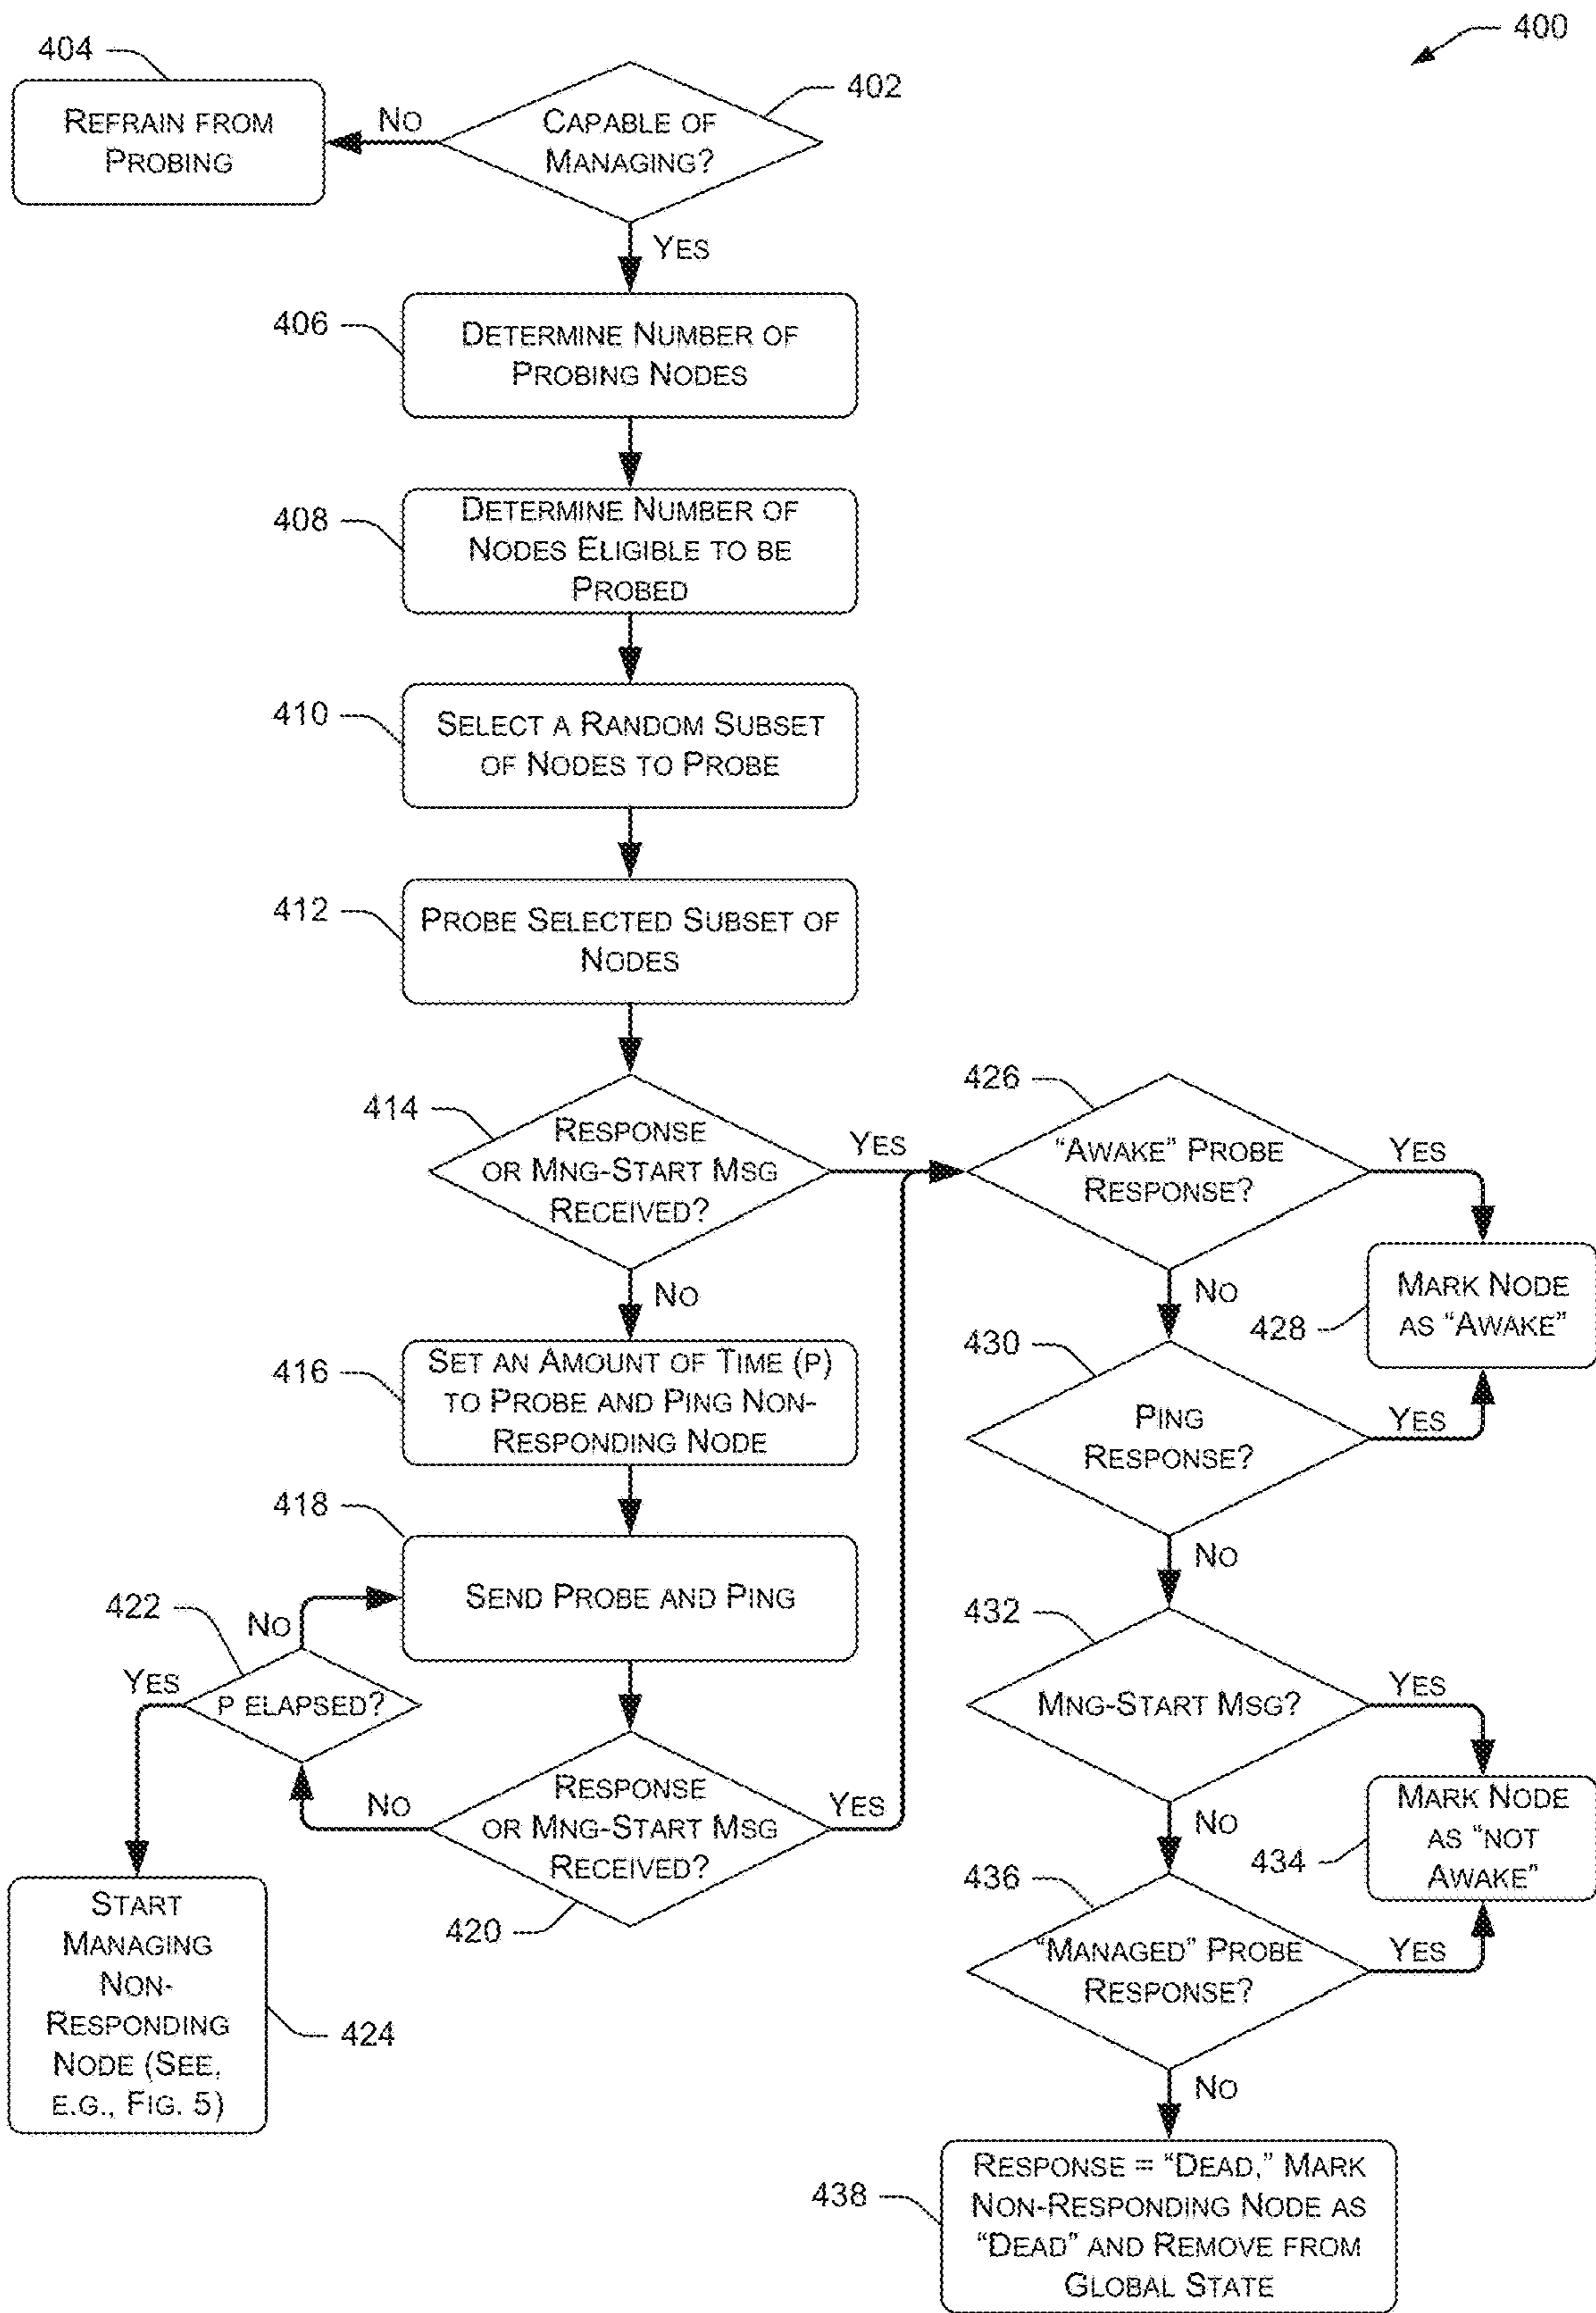 400
404
REFRAIN FROM
PROBING
NO
CAPABLE OF
MANAGING?
402
YES
406
DETERMINE NUMBER OF
PROBING NODES
408
DETERMINE NUMBER OF
NODES ELIGIBLE TO BE
PROBED
410
SELECT A RANDOM SUBSET
OF NODES TO PROBE
412
PROBE SELECTED SUBSET OF
NODES
414
RESPONSE
OR MNG-START MSG
RECEIVED?
YES
NO
416
SET AN AMOUNT OF TIME (P)
TO PROBE AND PING NON-
RESPONDING NODE
418
SEND PROBE AND PING
422
NO
YES
P ELAPSED?
NO
RESPONSE
OR MNG-START MSG
RECEIVED?
YES
420
START
MANAGING
NON-
RESPONDING
NODE (SEE,
E.G., FIG. 5)
424
426
"AWAKE" PROBE
RESPONSE?
YES
NO
MARK NODE
AS "AWAKE"
428
430
PING
RESPONSE?
YES
NO
432
MNG-START MSG?
YES
NO
MARK NODE
AS "NOT
AWAKE"
434
436
"MANAGED" PROBE
RESPONSE?
YES
NO
438
RESPONSE = "DEAD," MARK
NON-RESPONDING NODE AS
"DEAD" AND REMOVE FROM
GLOBAL STATE